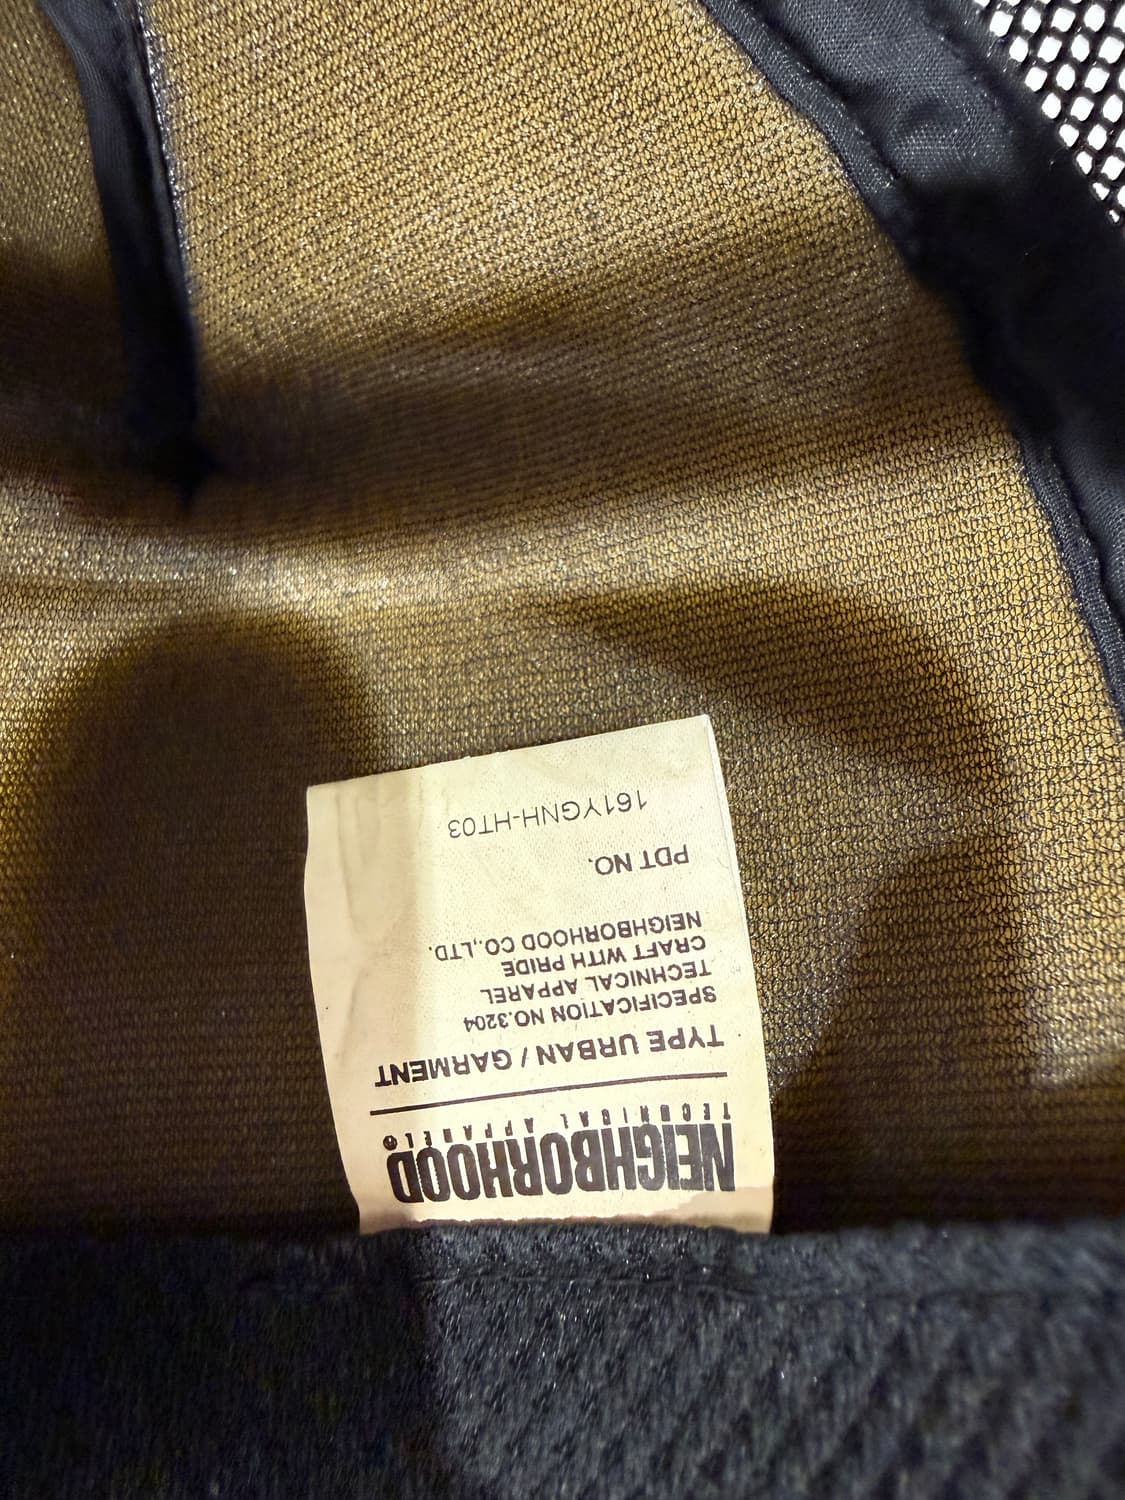 NEIGHBORHOOD
TECHNICAL APPAREL®
TYPE URBAN / GARMENT
SPECIFICATION NO.3204
TECHNICAL APPAREL
CRAFT WITH PRIDE
NEIGHBORHOOD CO.,LTD.
PDT NO.
161YGNH-HT03